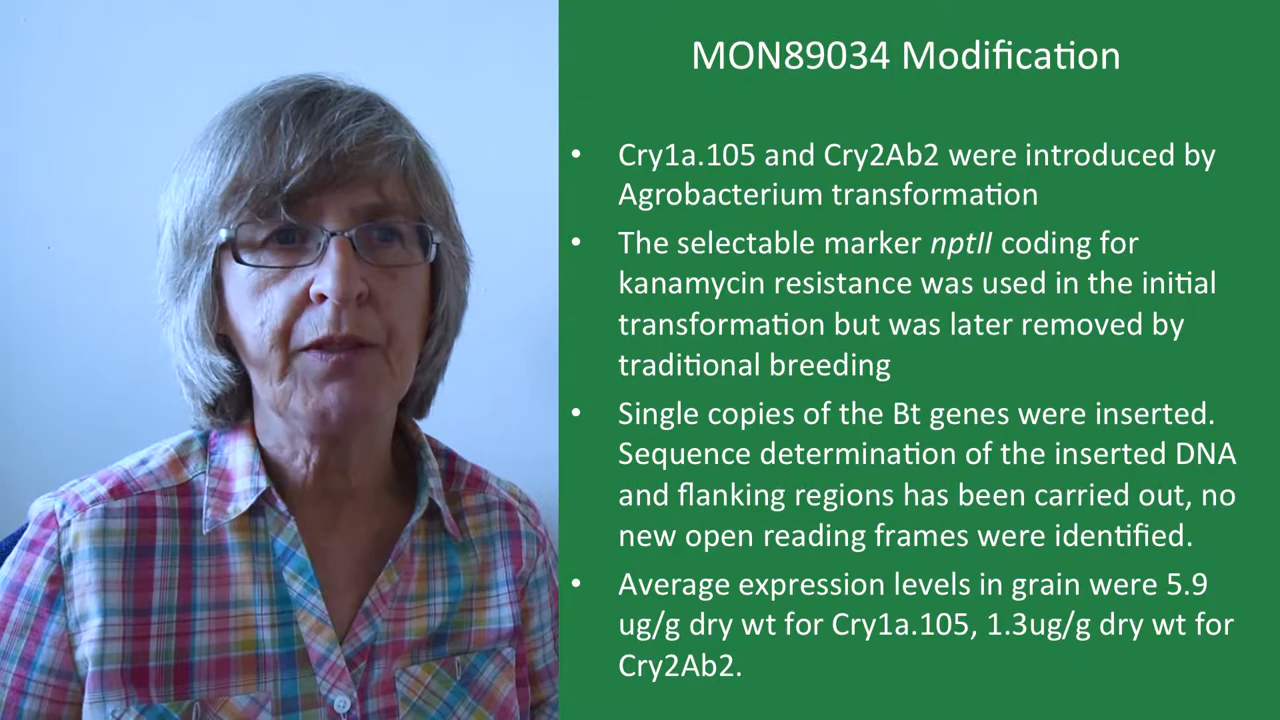 MON89034 Modification
• Cry1a.105 and Cry2Ab2 were introduced by
Agrobacterium transformation
• The selectable marker nptII coding for
kanamycin resistance was used in the initial
transformation but was later removed by
traditional breeding
• Single copies of the Bt genes were inserted.
Sequence determination of the inserted DNA
and flanking regions has been carried out, no
new open reading frames were identified.
• Average expression levels in grain were 5.9
ug/g dry wt for Cry1a.105, 1.3ug/g dry wt for
Cry2Ab2.